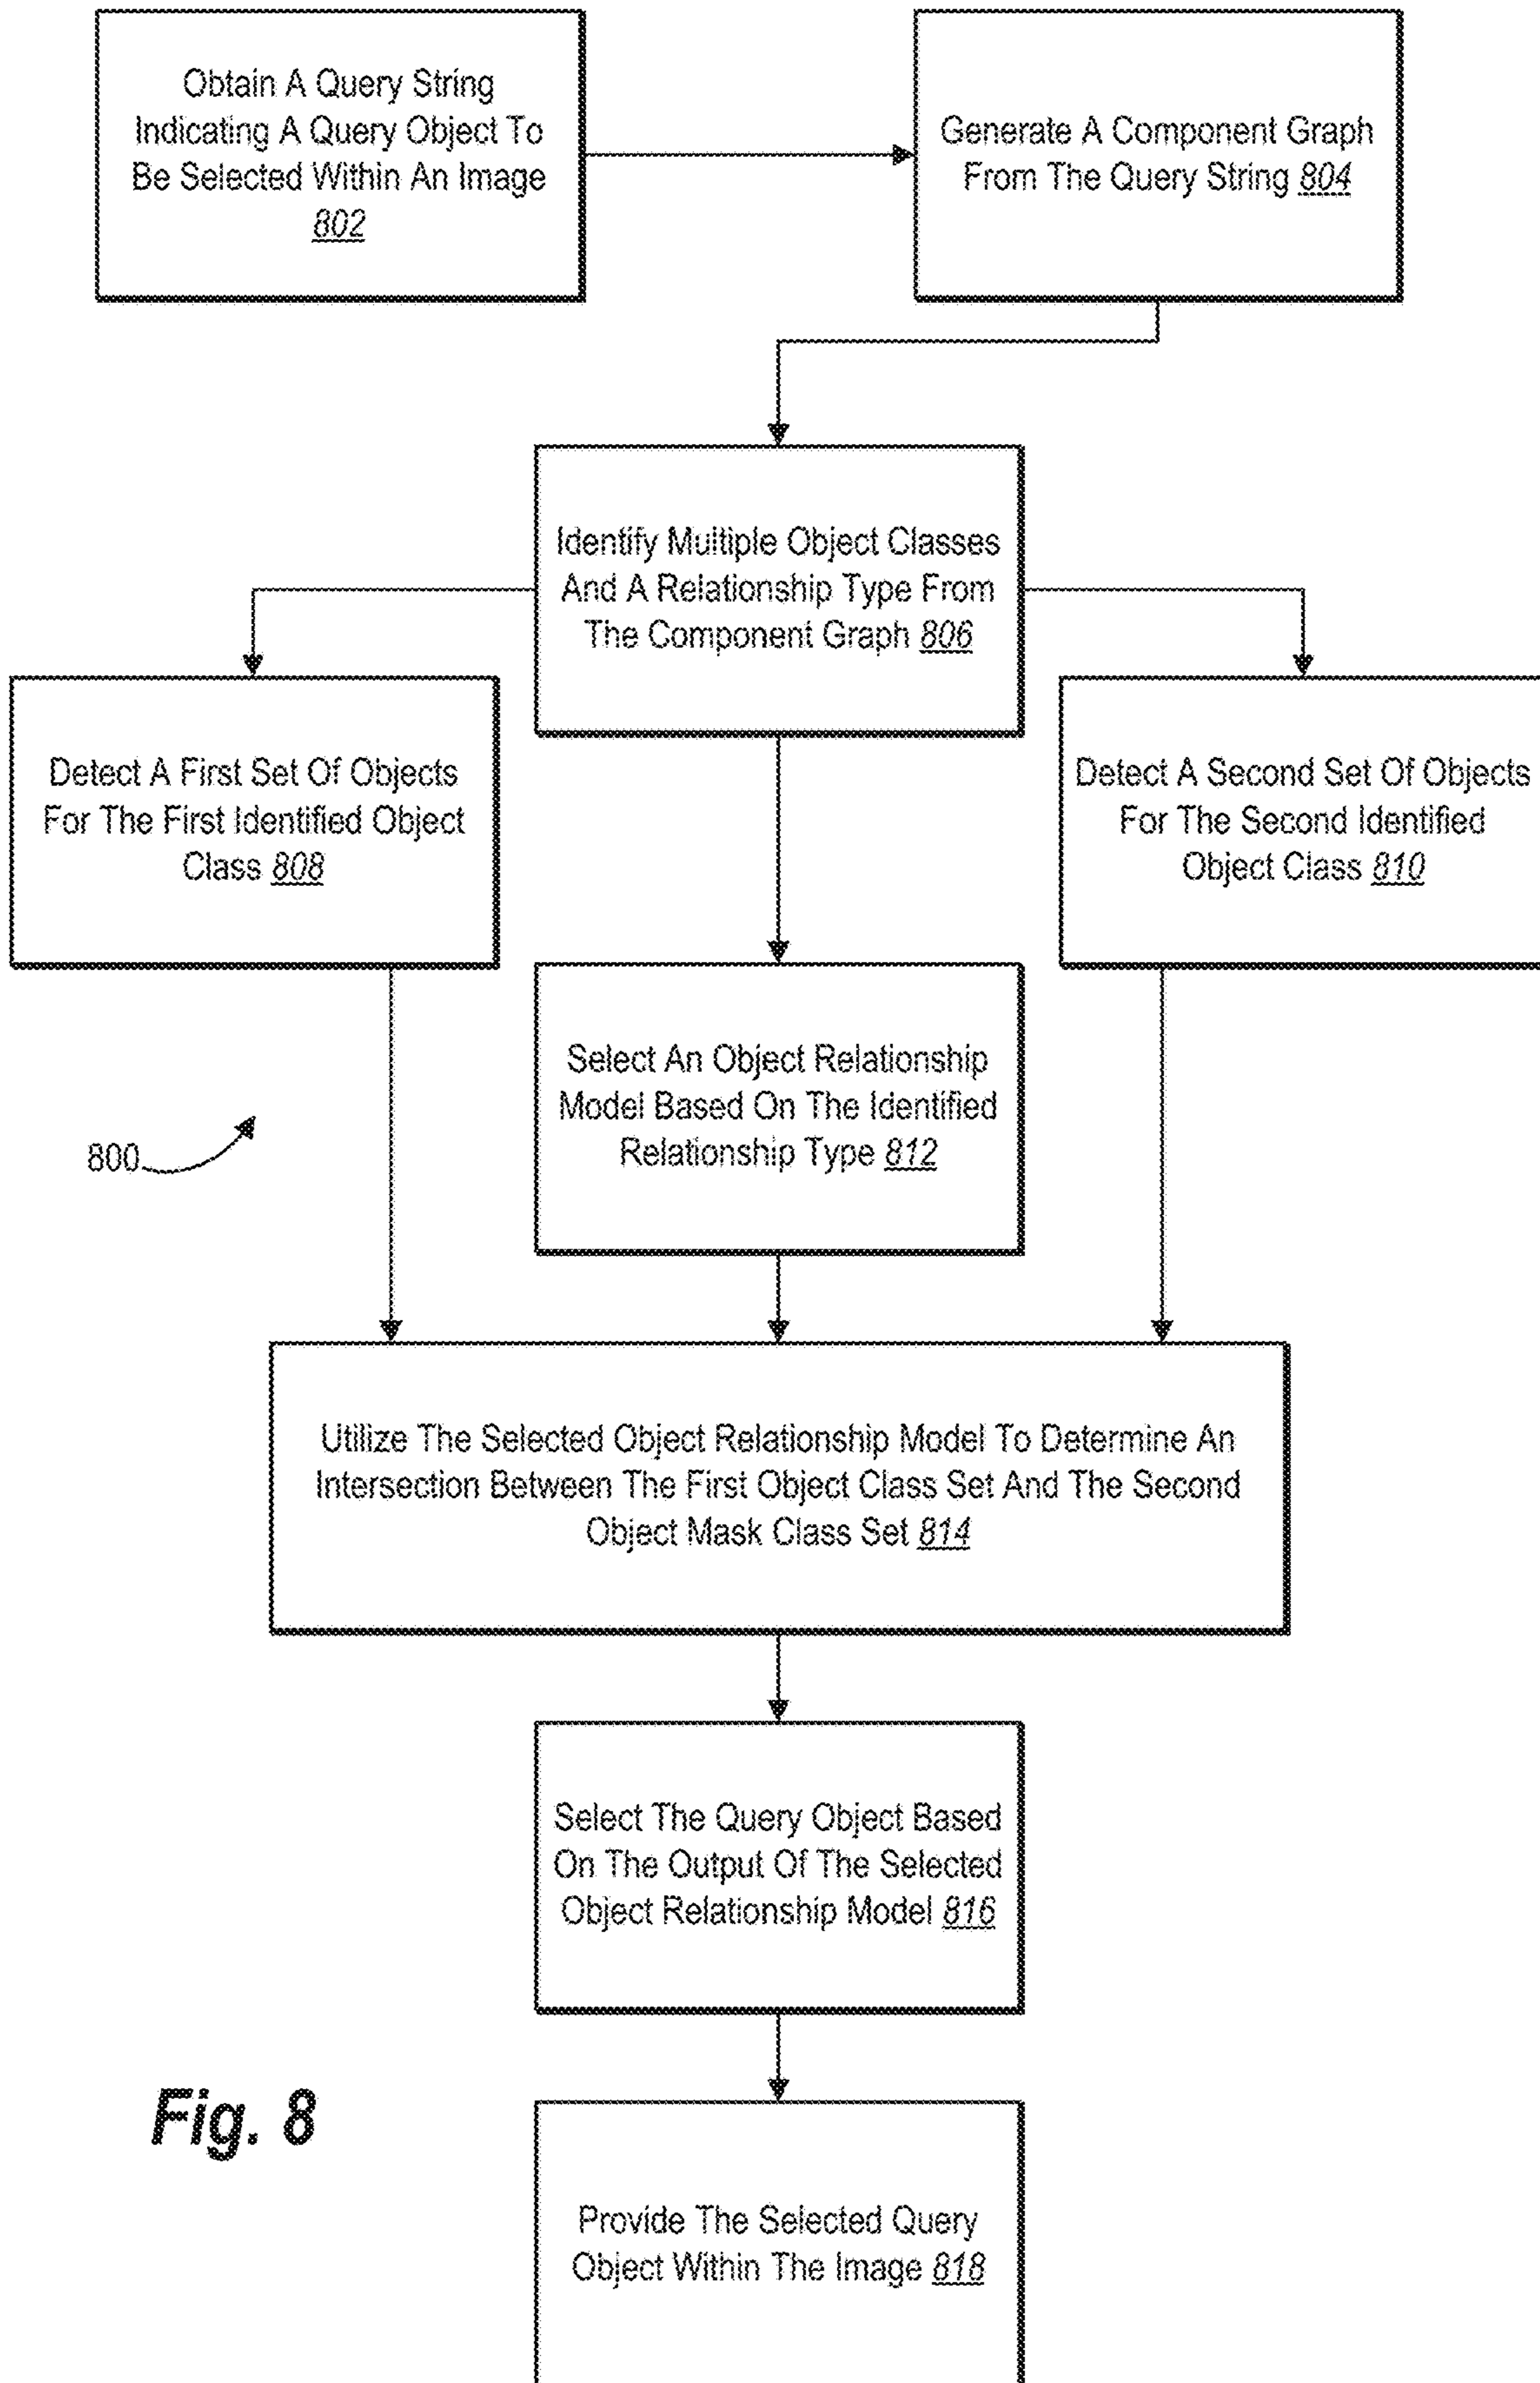 Obtain A Query String
Indicating A Query Object To
Be Selected Within An Image
802
Generate A Component Graph
From The Query String 804
Identify Multiple Object Classes
And A Relationship Type From
The Component Graph 806
Detect A First Set Of Objects
For The First Identified Object
Class 808
Detect A Second Set Of Objects
For The Second Identified
Object Class 810
Select An Object Relationship
Model Based On The Identified
Relationship Type 812
800
Utilize The Selected Object Relationship Model To Determine An
Intersection Between The First Object Class Set And The Second
Object Mask Class Set 814
Select The Query Object Based
On The Output Of The Selected
Object Relationship Model 816
Fig. 8
Provide The Selected Query
Object Within The Image 818